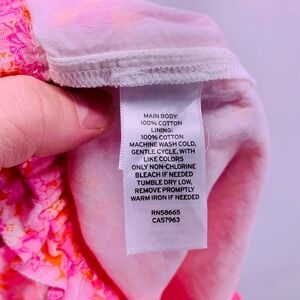 MAIN BODY:
100% COTTON
LINING:
100% COTTON
MACHINE WASH COLD,
GENTLE CYCLE, WITH
LIKE COLORS
ONLY NON-CHLORINE
BLEACH IF NEEDED
TUMBLE DRY LOW,
REMOVE PROMPTLY
WARM IRON IF NEEDED
RN58665
CA57963